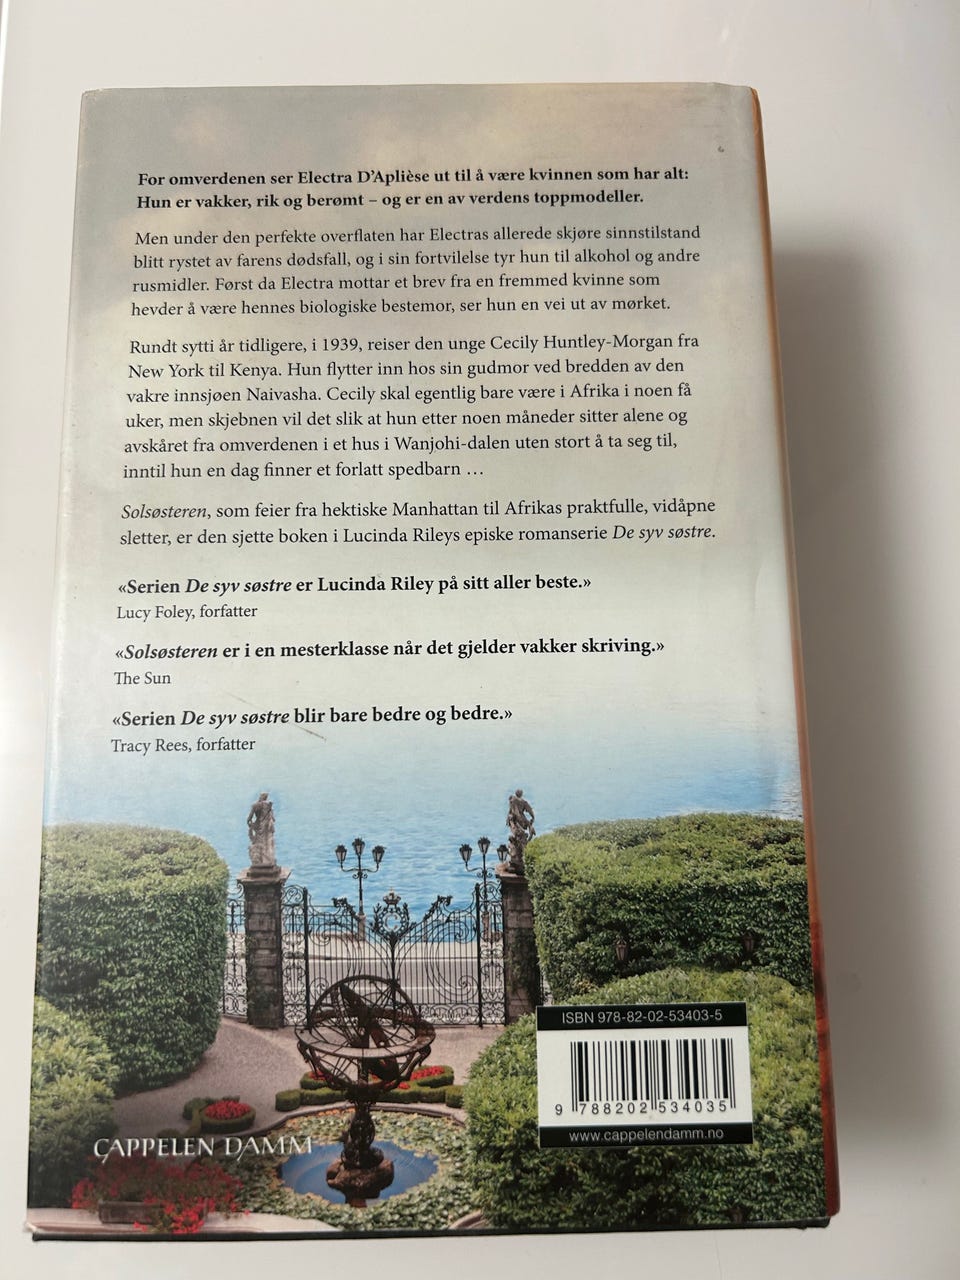 For omverdenen ser Electra D'Aplièse ut til å være kvinnen som har alt:
Hun er vakker, rik og berømt – og er en av verdens toppmodeller.
Men under den perfekte overflaten har Electras allerede skjøre sinnstilstand
blitt rystet av farens dødsfall, og i sin fortvilelse tyr hun til alkohol og andre
rusmidler. Først da Electra mottar et brev fra en fremmed kvinne som
hevder å være hennes biologiske bestemor, ser hun en vei ut av mørket.
Rundt sytti år tidligere, i 1939, reiser den unge Cecily Huntley-Morgan fra
New York til Kenya. Hun flytter inn hos sin gudmor ved bredden av den
vakre innsjøen Naivasha. Cecily skal egentlig bare være i Afrika i noen få
uker, men skjebnen vil det slik at hun etter noen måneder sitter alene og
avskåret fra omverdenen i et hus i Wanjohi-dalen uten stort å ta seg til,
inntil hun en dag finner et forlatt spedbarn …
Solsøsteren, som feier fra hektiske Manhattan til Afrikas praktfulle, vidåpne
sletter, er den sjette boken i Lucinda Rileys episke romanserie De syv søstre.
«Serien De syv søstre er Lucinda Riley på sitt aller beste.»
Lucy Foley, forfatter
«Solsøsteren er i en mesterklasse når det gjelder vakker skriving.»
The Sun
«Serien De syv søstre blir bare bedre og bedre.»
Tracy Rees, forfatter
ISBN 978-82-02-53403-5
9 788202 534035
www.cappelendamm.no
CAPPELEN DAMM